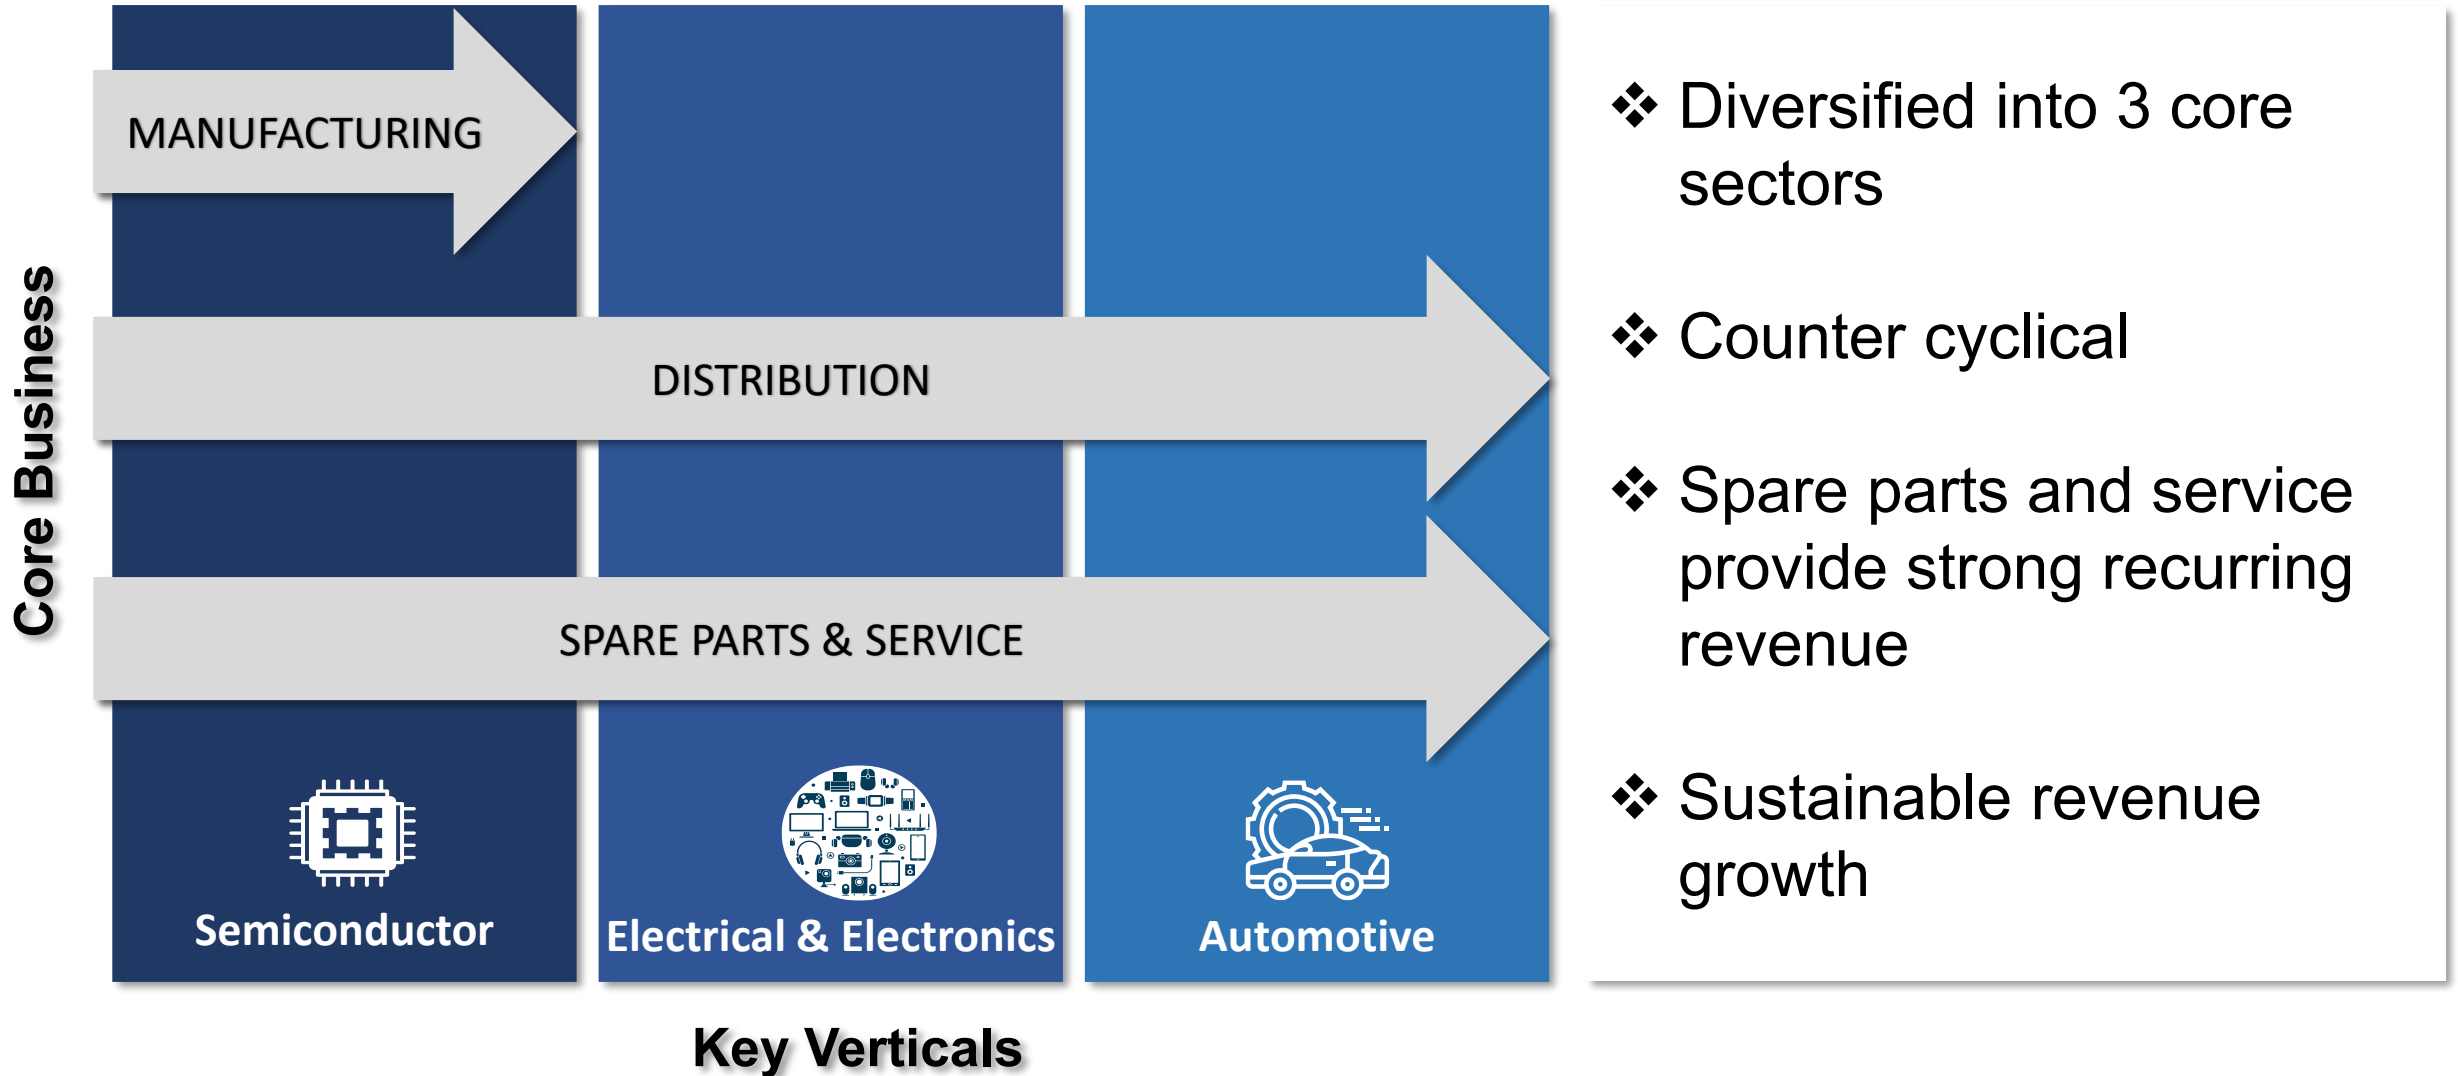 Core Business
MANUFACTURING
DISTRIBUTION
SPARE PARTS & SERVICE
Semiconductor
Electrical & Electronics
Automotive
Key Verticals
❖ Diversified into 3 core
sectors
❖ Counter cyclical
❖ Spare parts and service
provide strong recurring
revenue
❖ Sustainable revenue
growth